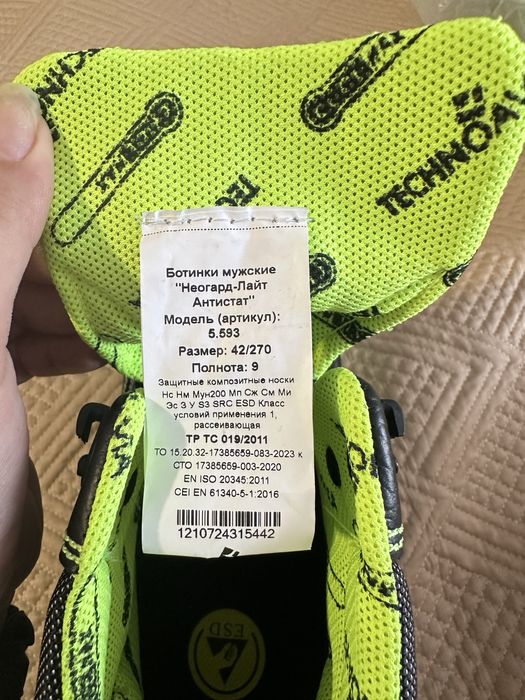 TECHNOA
TECHN
Ботинки мужские
"Неогард-Лайт
Антистат"
Модель (артикул):
5.593
Размер: 42/270
Полнота: 9
Защитные композитные носки
Нс Нм Мун200 Мп Сж См Ми
Эс З У S3 SRC ESD Класс
условий применения 1,
рассеивающая
ТР ТС 019/2011
ТО 15.20.32-17385659-083-2023 к
СТО 17385659-003-2020
EN ISO 20345:2011
CEI EN 61340-5-1:2016
1210724315442
ESD